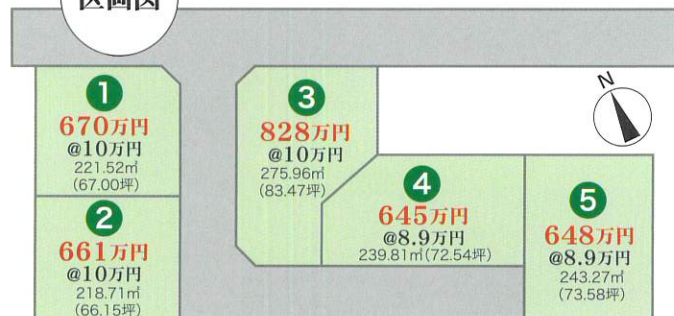 区画図
N
1
670万円
@10万円
221.52㎡
(67.00坪)
2
661万円
@10万円
218.71㎡
(66.15坪)
3
828万円
@10万円
275.96㎡
(83.47坪)
4
645万円
@8.9万円
239.81㎡(72.54坪)
5
648万円
@8.9万円
243.27㎡
(73.58坪)